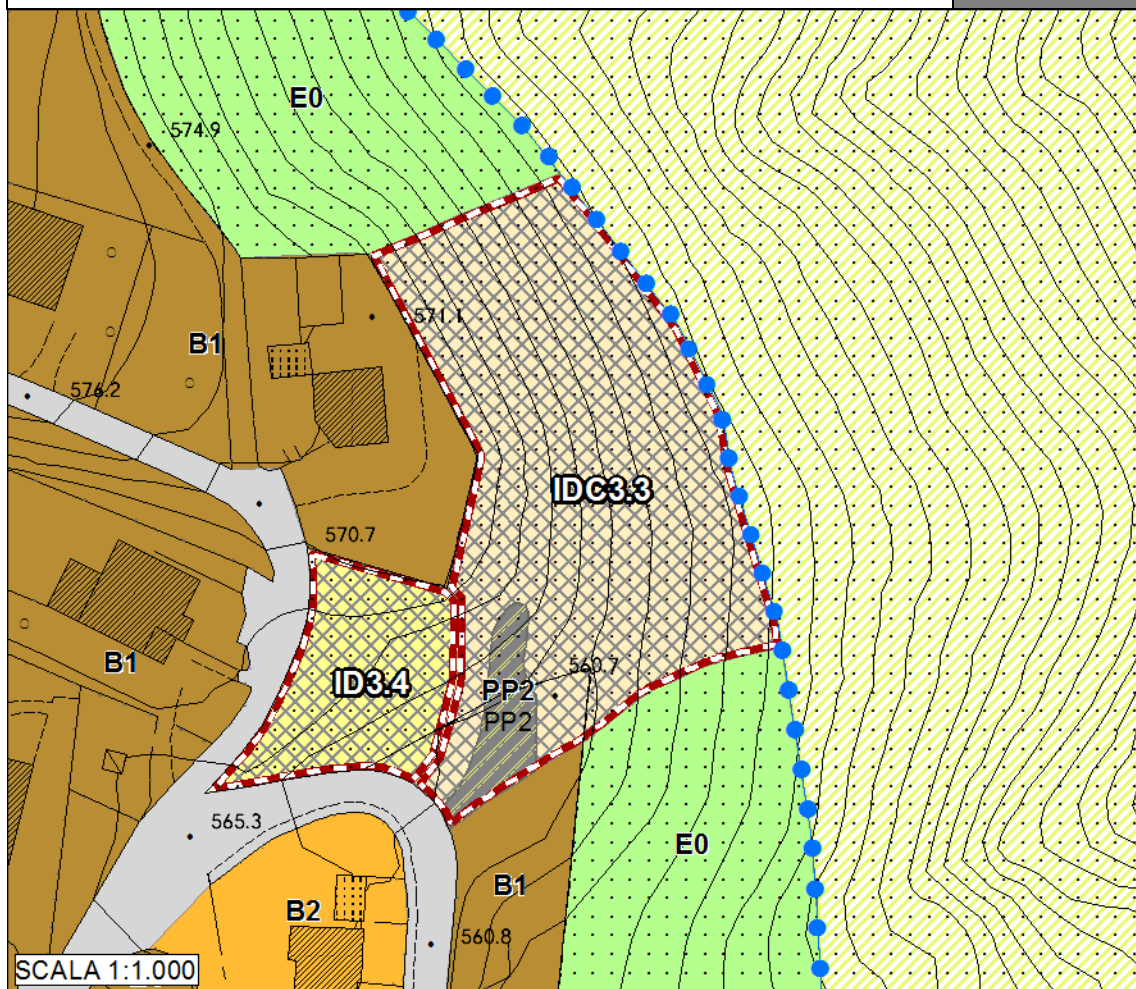 E0
574.9
571.1
B1
576.2
IDC3.3
570.7
B1
560.7
ID3.4
PP2
PP2
565.3
E0
B1
B2
560.8
SCALA 1:1.000